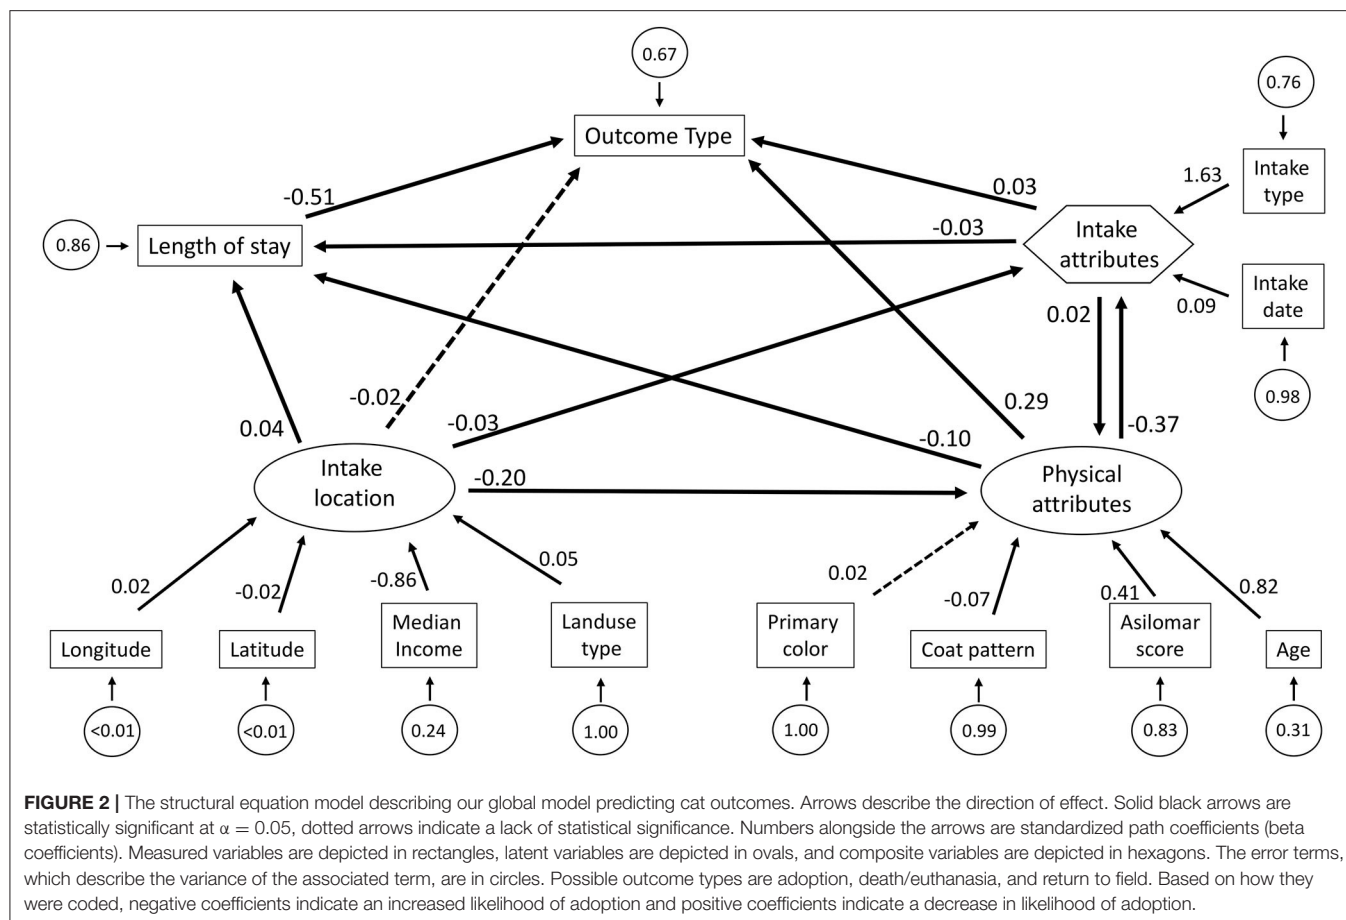 0.67
0.76
Outcome Type
Intake
type
1.63
0.03
-0.51
0.86
Length of stay
-0.03
Intake
attributes
Intake
date
0.09
0.02
0.98
-0.02
0.04
-0.03
0.29
-0.37
-0.10
Intake
location
-0.20
Physical
attributes
0.02
-0.02
-0.86
0.05
0.02
-0.07
0.41
0.82
Longitude
Latitude
Median
Income
Landuse
type
Primary
color
Coat pattern
Asilomar
score
Age
<0.01
<0.01
0.24
1.00
1.00
0.99
0.83
0.31
FIGURE 2 | The structural equation model describing our global model predicting cat outcomes. Arrows describe the direction of effect. Solid black arrows are
statistically significant at α = 0.05, dotted arrows indicate a lack of statistical significance. Numbers alongside the arrows are standardized path coefficients (beta
coefficients). Measured variables are depicted in rectangles, latent variables are depicted in ovals, and composite variables are depicted in hexagons. The error terms,
which describe the variance of the associated term, are in circles. Possible outcome types are adoption, death/euthanasia, and return to field. Based on how they
were coded, negative coefficients indicate an increased likelihood of adoption and positive coefficients indicate a decrease in likelihood of adoption.